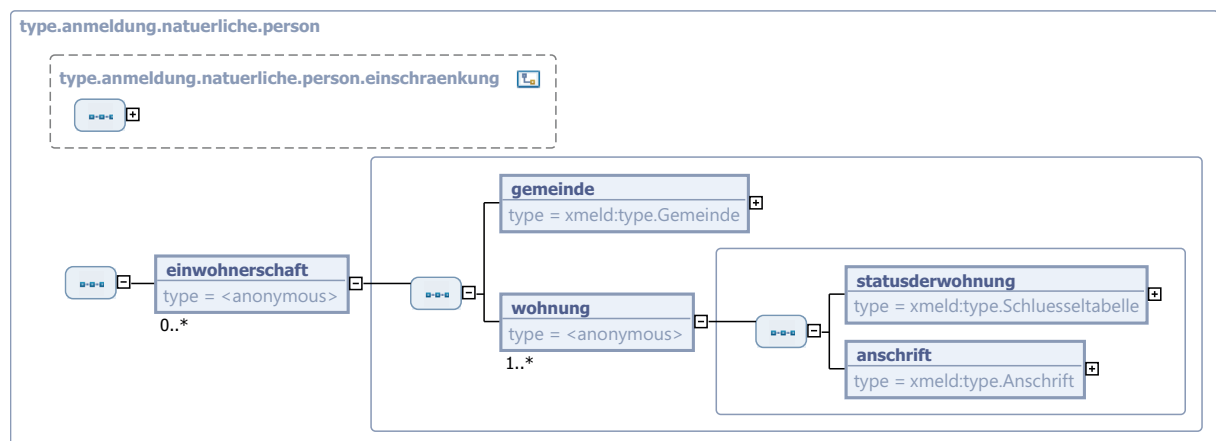 type.anmeldung.natuerliche.person
type.anmeldung.natuerliche.person.einschraenkung
gemeinde
type = xmeld:type.Gemeinde
einwohnerschaft
type = <anonymous>
0..*
wohnung
type = <anonymous>
1..*
statusderwohnung
type = xmeld:type.Schluesseltabelle
anschrift
type = xmeld:type.Anschrift